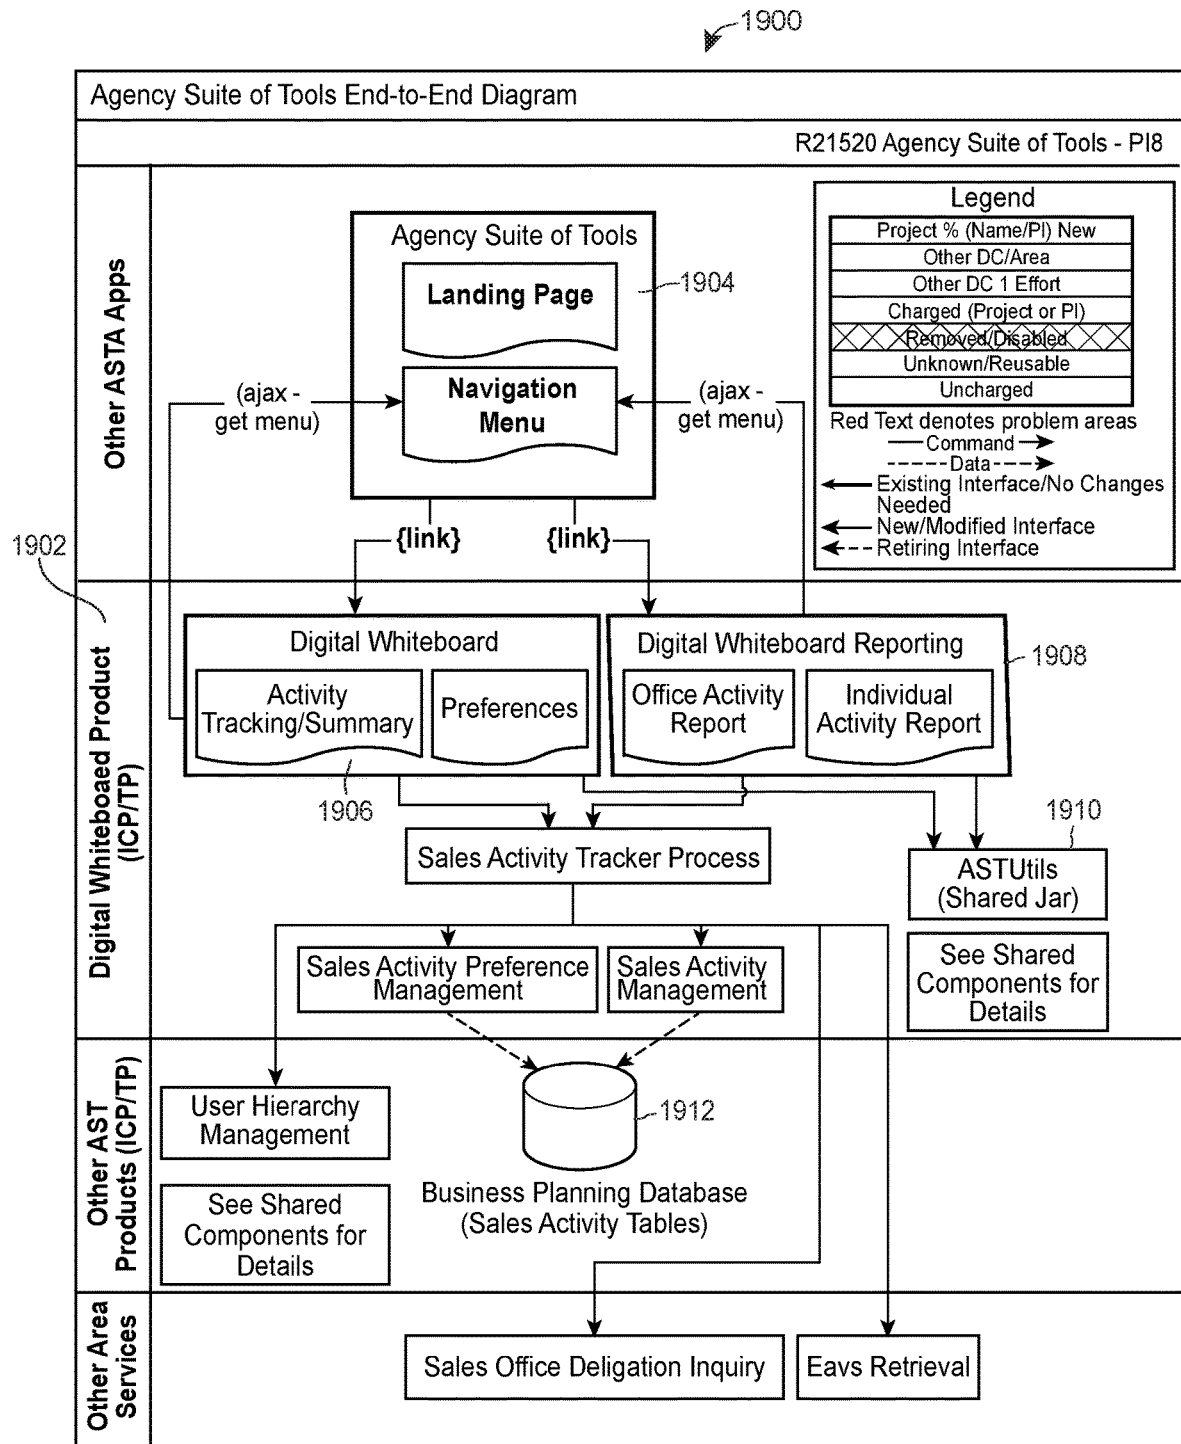 1900
Agency Suite of Tools End-to-End Diagram
R21520 Agency Suite of Tools - PI8
Other ASTA Apps
Agency Suite of Tools
Landing Page
1904
Navigation
Menu
(ajax -
get menu)
(ajax -
get menu)
{link}
{link}
Legend
Project % (Name/PI) New
Other DC/Area
Other DC 1 Effort
Charged (Project or PI)
Removed/Disabled
Unknown/Reusable
Uncharged
Red Text denotes problem areas
Command
Data
Existing Interface/No Changes
Needed
New/Modified Interface
Retiring Interface
1902
Digital Whiteboaed Product
(ICP/TP)
Digital Whiteboard
Activity
Tracking/Summary
Preferences
1906
Digital Whiteboard Reporting
Office Activity
Report
Individual
Activity Report
1908
Sales Activity Tracker Process
1910
ASTUtils
(Shared Jar)
See Shared
Components for
Details
Sales Activity Preference
Management
Sales Activity
Management
Other AST
Products (ICP/TP)
User Hierarchy
Management
See Shared
Components for
Details
1912
Business Planning Database
(Sales Activity Tables)
Other Area
Services
Sales Office Deligation Inquiry
Eavs Retrieval